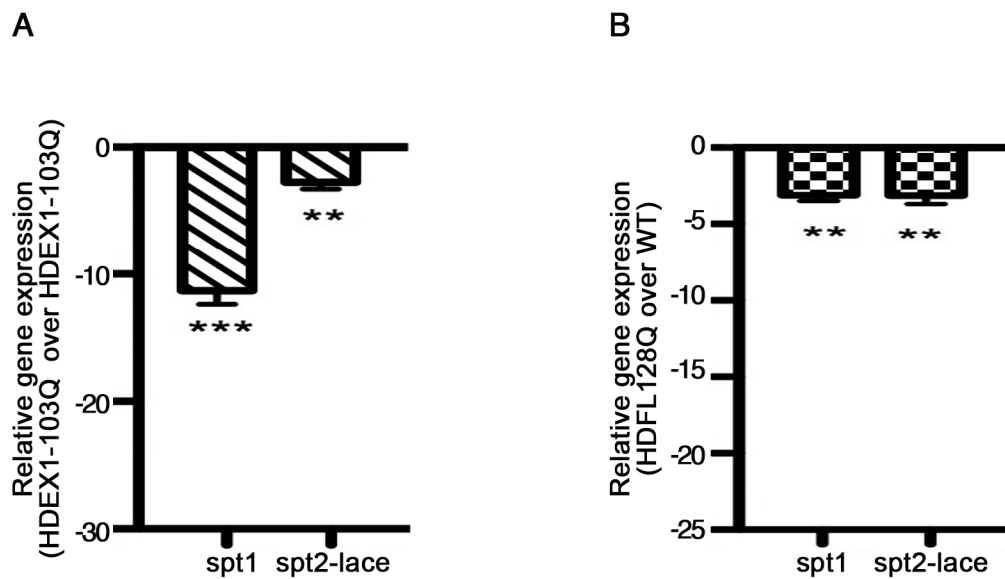 A
Relative gene expression
(HDEX1-103Q over HDEX1-103Q)
0
-10
-20
-30
**
***
spt1 spt2-lace
B
Relative gene expression
(HDFL128Q over WT)
0
-5
-10
-15
-20
-25
** **
spt1 spt2-lace